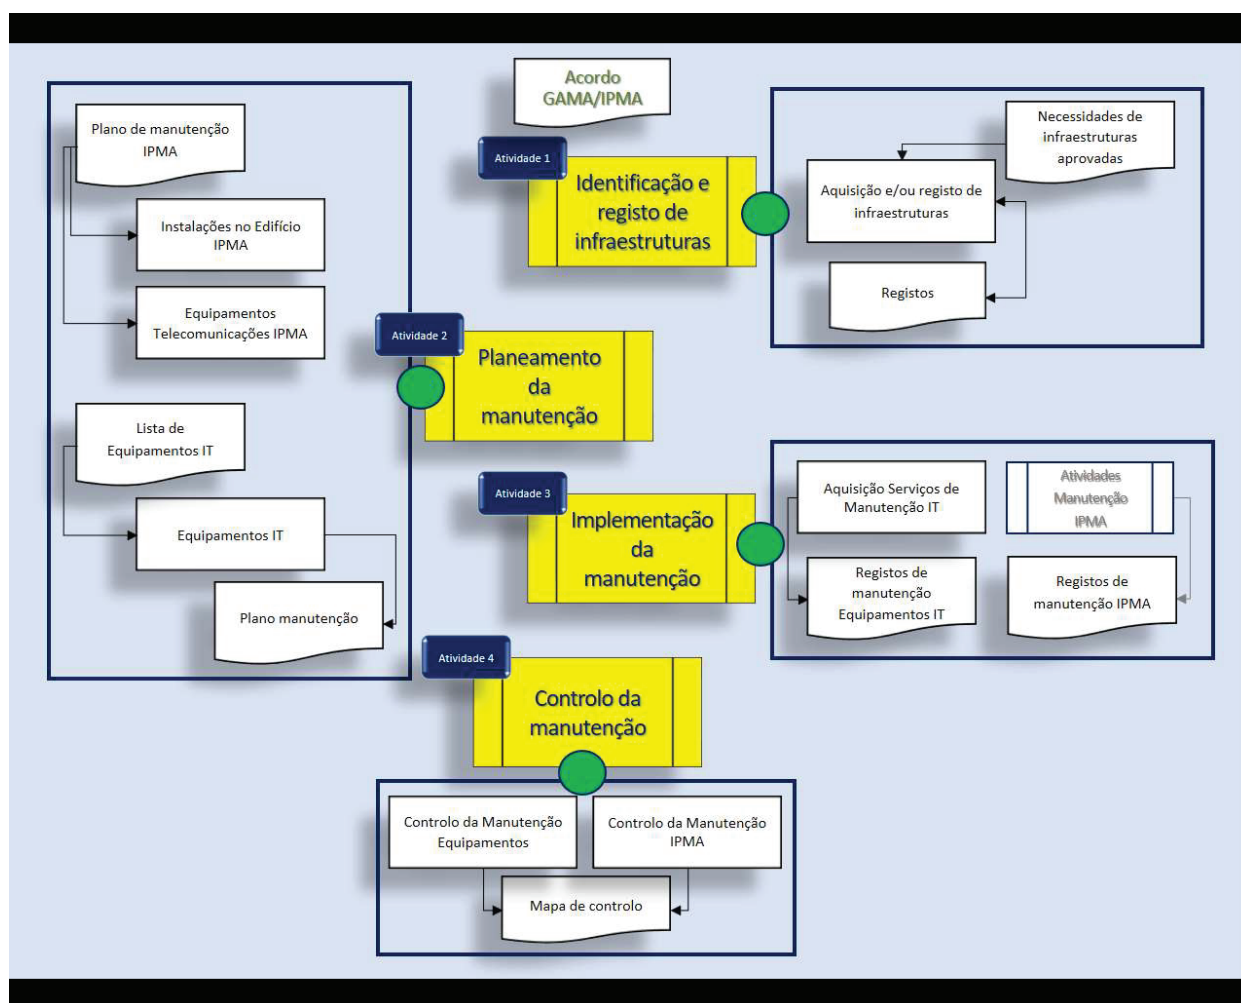 Acordo
GAMA/IPMA
Atividade 1
Identificação e
registo de
infraestruturas
Necessidades de
infraestruturas
aprovadas
Aquisição e/ou registo de
infraestruturas
Registos
Plano de manutenção
IPMA
Instalações no Edifício
IPMA
Equipamentos
Telecomunicações IPMA
Lista de
Equipamentos IT
Equipamentos IT
Plano manutenção
Atividade 2
Planeamento
da
manutenção
Atividade 3
Implementação
da
manutenção
Aquisição Serviços de
Manutenção IT
Atividades
Manutenção
IPMA
Registos de
manutenção
Equipamentos IT
Registos de
manutenção IPMA
Atividade 4
Controlo da
manutenção
Controlo da Manutenção
Equipamentos
Controlo da Manutenção
IPMA
Mapa de controlo